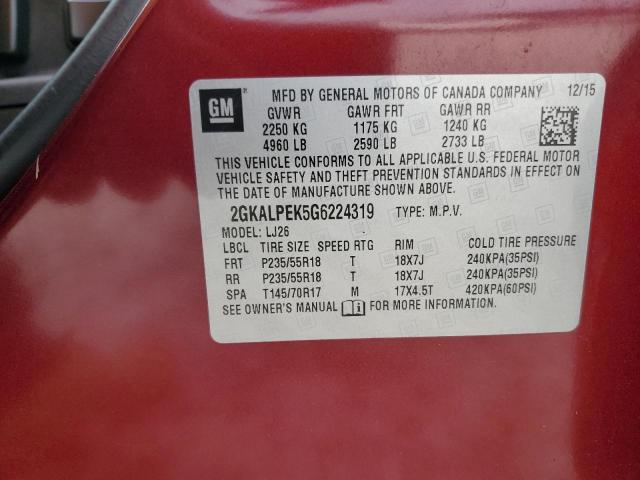 GM
MFD BY GENERAL MOTORS OF CANADA COMPANY 12/15
GVWR GAWR FRT GAWR RR
2250 KG 1175 KG 1240 KG
4960 LB 2590 LB 2733 LB
THIS VEHICLE CONFORMS TO ALL APPLICABLE U.S. FEDERAL MOTOR
VEHICLE SAFETY AND THEFT PREVENTION STANDARDS IN EFFECT ON
THE DATE OF MANUFACTURE SHOWN ABOVE.
2GKALPEK5G6224319 TYPE: M.P.V.
MODEL: LJ26
LBCL TIRE SIZE SPEED RTG RIM COLD TIRE PRESSURE
FRT P235/55R18 T 18X7J 240KPA(35PSI)
RR P235/55R18 T 18X7J 240KPA(35PSI)
SPA T145/70R17 M 17X4.5T 420KPA(60PSI)
SEE OWNER'S MANUAL FOR MORE INFORMATION.